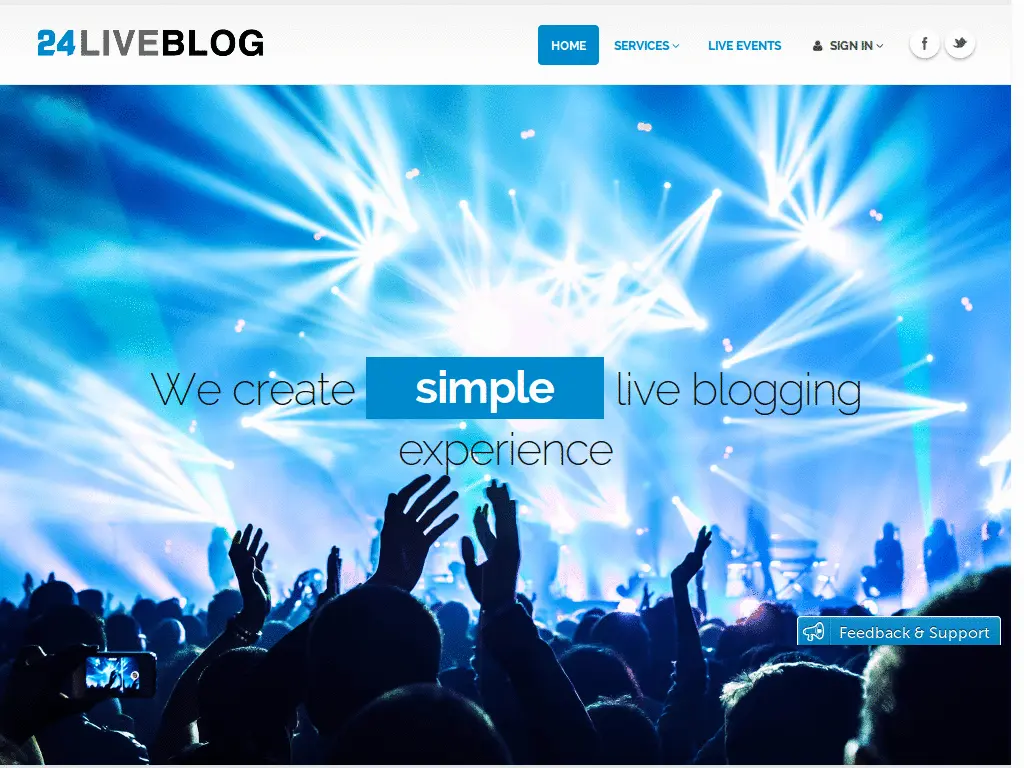 24LIVEBLOG
HOME
SERVICES
LIVE EVENTS
SIGN IN
We create simple live blogging
experience
Feedback & Support